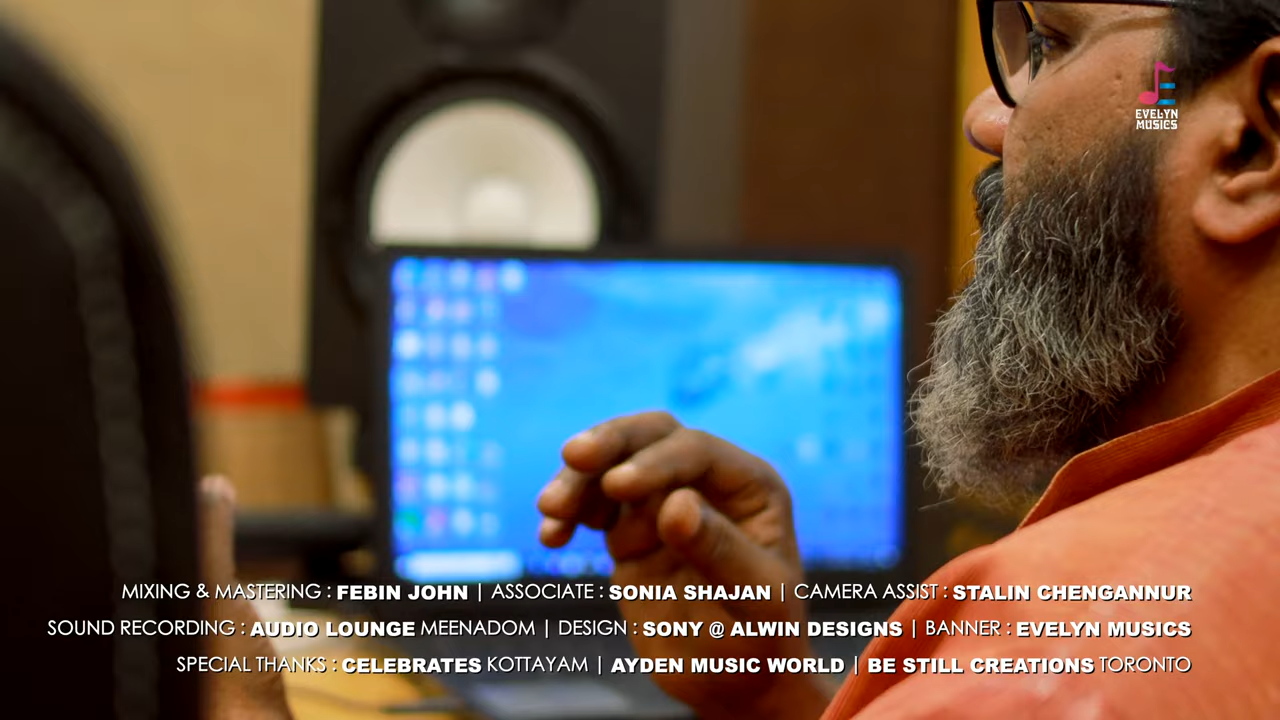 EVELYN
MUSICS
MIXING & MASTERING : FEBIN JOHN | ASSOCIATE : SONIA SHAJAN | CAMERA ASSIST : STALIN CHENGANNUR
SOUND RECORDING : AUDIO LOUNGE MEENADOM | DESIGN : SONY @ ALWIN DESIGNS | BANNER : EVELYN MUSICS
SPECIAL THANKS : CELEBRATES KOTTAYAM | AYDEN MUSIC WORLD | BE STILL CREATIONS TORONTO